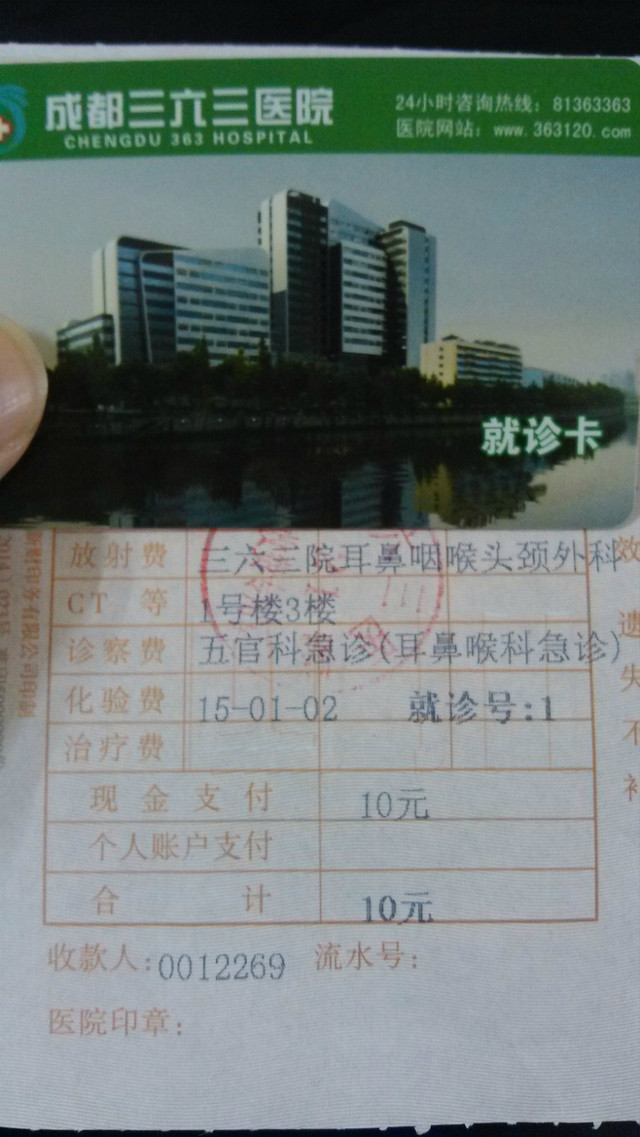 成都三六三医院
CHENGDU 363 HOSPITAL
24小时咨询热线：81363363
医院网站：www.363120.com
就诊卡
放射费 三六三院耳鼻咽喉头颈外科
CT 等 1号楼3楼
诊察费 五官科急诊(耳鼻喉科急诊)
化验费 15-01-02 就诊号:1
治疗费
现金支付 10元
个人账户支付
合计 10元
收款人:0012269 流水号:
医院印章:
效
遗
失
不